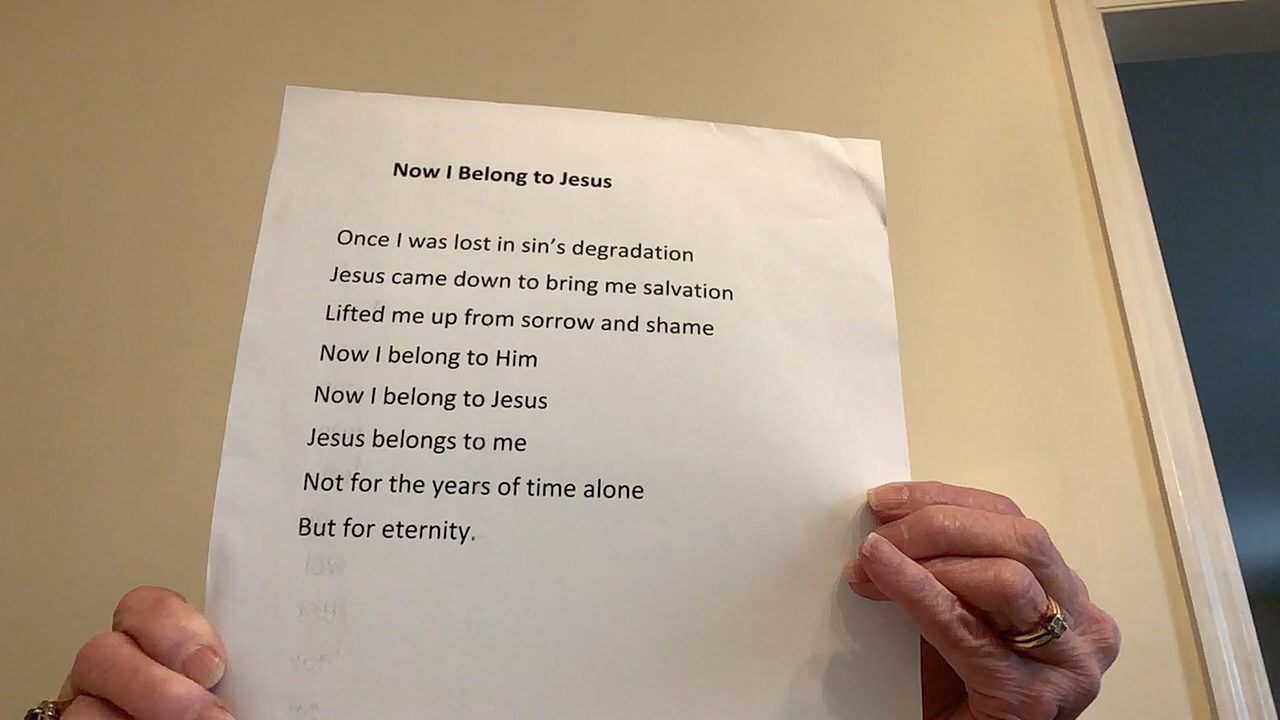 Now I Belong to Jesus
Once I was lost in sin's degradation
Jesus came down to bring me salvation
Lifted me up from sorrow and shame
Now I belong to Him
Now I belong to Jesus
Jesus belongs to me
Not for the years of time alone
But for eternity.